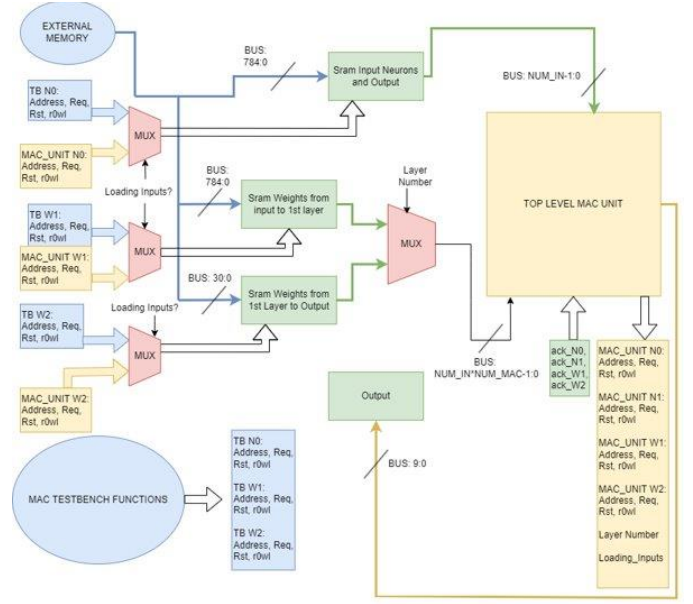 EXTERNAL
MEMORY
BUS:
784:0
Sram Input Neurons
and Output
BUS: NUM_IN-1:0
TB N0:
Address, Req,
Rst, r0wl
MUX
MAC_UNIT N0:
Address, Req,
Rst, r0wl
TOP LEVEL MAC UNIT
Loading Inputs?
BUS:
784:0
Sram Weights from
input to 1st layer
Layer
Number
MUX
TB W1:
Address, Req,
Rst, r0wl
MUX
MAC_UNIT W1:
Address, Req,
Rst, r0wl
BUS: 30:0
Sram Weights from
1st Layer to Output
Loading Inputs?
TB W2:
Address, Req,
Rst, r0wl
MUX
MAC_UNIT W2:
Address, Req,
Rst, r0wl
BUS:
NUM_IN*NUM_MAC-1:0
ack_N0,
ack_N1,
ack_W1,
ack_W2
MAC_UNIT N0:
Address, Req,
Rst, r0wl
MAC_UNIT N1:
Address, Req,
Rst, r0wl
MAC_UNIT W1:
Address, Req,
Rst, r0wl
MAC_UNIT W2:
Address, Req,
Rst, r0wl
Layer Number
Loading_Inputs
Output
BUS: 9:0
MAC TESTBENCH FUNCTIONS
TB N0:
Address, Req,
Rst, r0wl
TB W1:
Address, Req,
Rst, r0wl
TB W2:
Address, Req,
Rst, r0wl